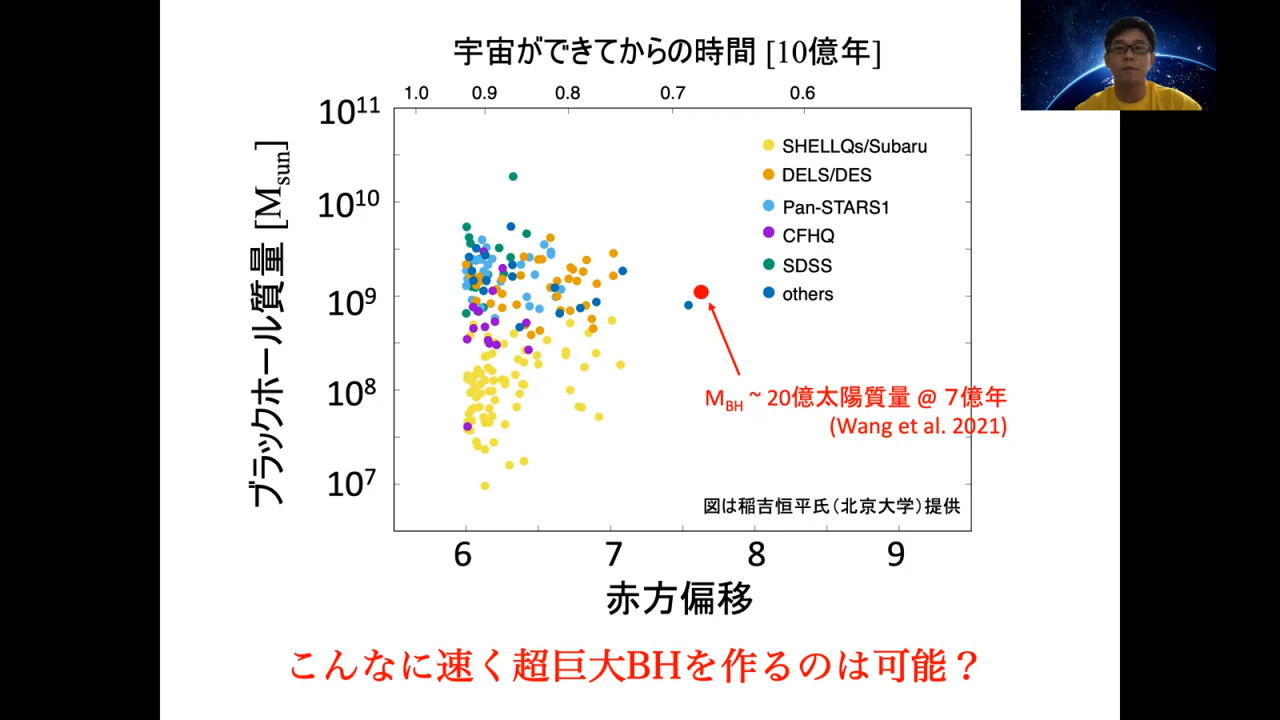 宇宙ができてからの時間 [10億年]
1.0 0.9 0.8 0.7 0.6
ブラックホール質量 [Msun]
10¹¹
10¹⁰
10⁹
10⁸
10⁷
SHELLQs/Subaru
DELS/DES
Pan-STARS1
CFHQ
SDSS
others
MBH ~ 20億太陽質量 @ 7億年
(Wang et al. 2021)
図は稲吉恒平氏(北京大学)提供
6 7 8 9
赤方偏移
こんなに速く超巨大BHを作るのは可能?